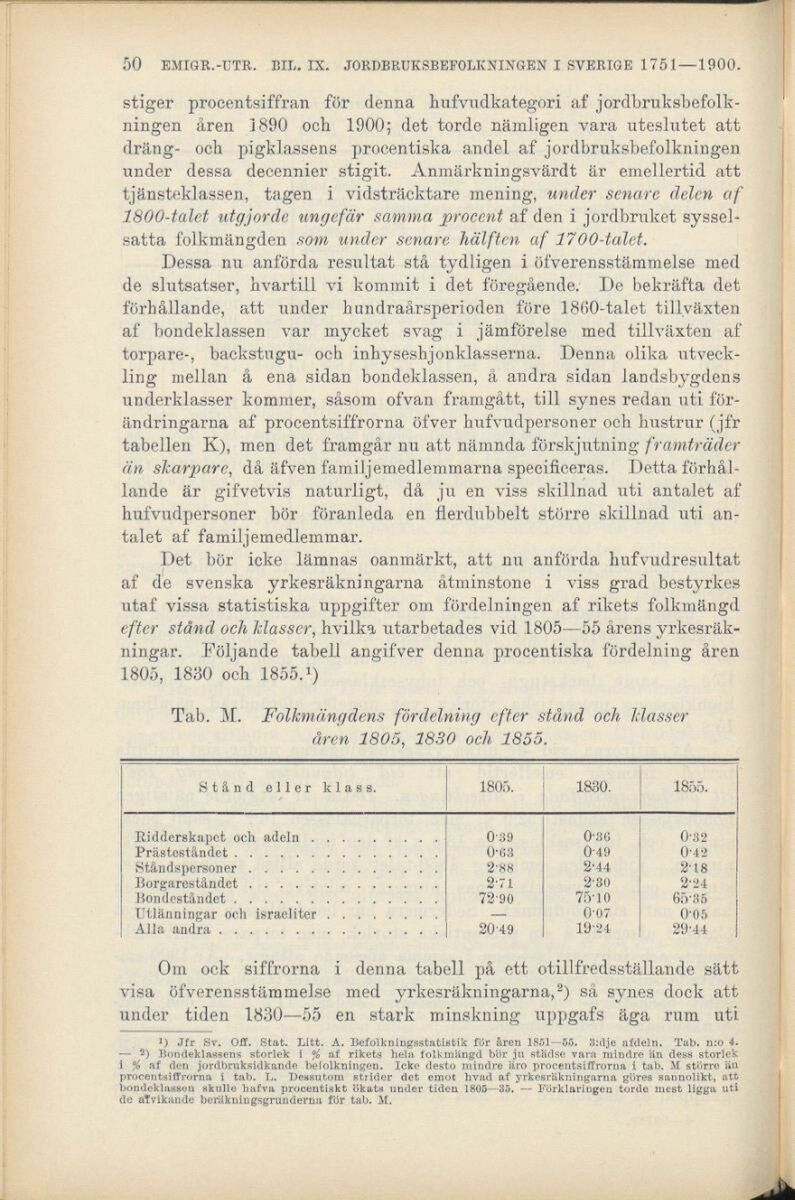 50 EMIGR.-UTR. BIL. IX. JORDBRUKSBEFOLKNINGEN I SVERIGE 1751—1900.
stiger procentsiffran för denna hufvudkategori af jordbruksbefolk-
ningen åren 1890 och 1900; det torde nämligen vara uteslutet att
dräng- och pigklassens procentiska andel af jordbruksbefolkningen
under dessa decennier stigit. Anmärkningsvärdt är emellertid att
tjänsteklassen, tagen i vidsträcktare mening, under senare delen af
1800-talet utgjorde ungefär samma procent af den i jordbruket syssel-
satta folkmängden som under senare hälften af 1700-talet.
Dessa nu anförda resultat stå tydligen i öfverensstämmelse med
de slutsatser, hvartill vi kommit i det föregående. De bekräfta det
förhållande, att under hundraårsperioden före 1860-talet tillväxten
af bondeklassen var mycket svag i jämförelse med tillväxten af
torpare-, backstugu- och inhyseshjonklasserna. Denna olika utveck-
ling mellan å ena sidan bondeklassen, å andra sidan landsbygdens
underklasser kommer, såsom ofvan framgått, till synes redan uti för-
ändringarna af procentsiffrorna öfver hufvudpersoner och hustrur (jfr
tabellen K), men det framgår nu att nämnda förskjutning framträder
än skarpare, då äfven familjemedlemmarna specificeras. Detta förhål-
lande är gifvetvis naturligt, då ju en viss skillnad uti antalet af
hufvudpersoner bör föranleda en flerdubbelt större skillnad uti an-
talet af familjemedlemmar.
Det bör icke lämnas oanmärkt, att nu anförda hufvudresultat
af de svenska yrkesräkningarna åtminstone i viss grad bestyrkes
utaf vissa statistiska uppgifter om fördelningen af rikets folkmängd
efter stånd och klasser, hvilka utarbetades vid 1805—55 årens yrkesräk-
ningar. Följande tabell angifver denna procentiska fördelning åren
1805, 1830 och 1855.¹)
Tab. M. Folkmängdens fördelning efter stånd och klasser
åren 1805, 1830 och 1855.
Stånd eller klass. 1805. 1830. 1855.
Ridderskapet och adeln . . . . . . . . . 0·39 0·36 0·32
Prästeståndet . . . . . . . . . . . . . . 0·63 0·49 0·42
Ståndspersoner . . . . . . . . . . . . . 2·88 2·44 2·18
Borgareståndet . . . . . . . . . . . . . 2·71 2·30 2·24
Bondeståndet . . . . . . . . . . . . . . 72·90 75·10 65·35
Utlänningar och israeliter . . . . . . . . — 0·07 0·05
Alla andra . . . . . . . . . . . . . . . 20·49 19·24 29·44
Om ock siffrorna i denna tabell på ett otillfredsställande sätt
visa öfverensstämmelse med yrkesräkningarna,²) så synes dock att
under tiden 1830—55 en stark minskning uppgafs äga rum uti
¹) Jfr Sv. Off. Stat. Litt. A. Befolkningsstatistik för åren 1851—55. 3:dje afdeln. Tab. n:o 4.
— ²) Bondeklassens storlek i % af rikets hela folkmängd bör ju städse vara mindre än dess storlek
i % af den jordbruksidkande befolkningen. Icke desto mindre äro procentsiffrorna i tab. M större än
procentsiffrorna i tab. L. Dessutom strider det emot hvad af yrkesräkningarna göres sannolikt, att
bondeklassen skulle hafva procentiskt ökats under tiden 1805—35. — Förklaringen torde mest ligga uti
de afvikande beräkningsgrunderna för tab. M.